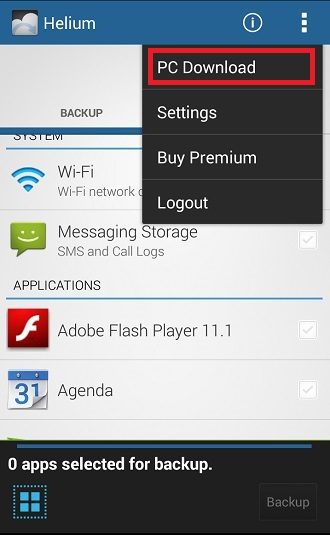 Helium
PC Download
Settings
Buy Premium
Logout
BACKUP
SYSTEM
Wi-Fi
Wi-Fi network
Messaging Storage
SMS and Call Logs
APPLICATIONS
Adobe Flash Player 11.1
31
Agenda
0 apps selected for backup.
Backup